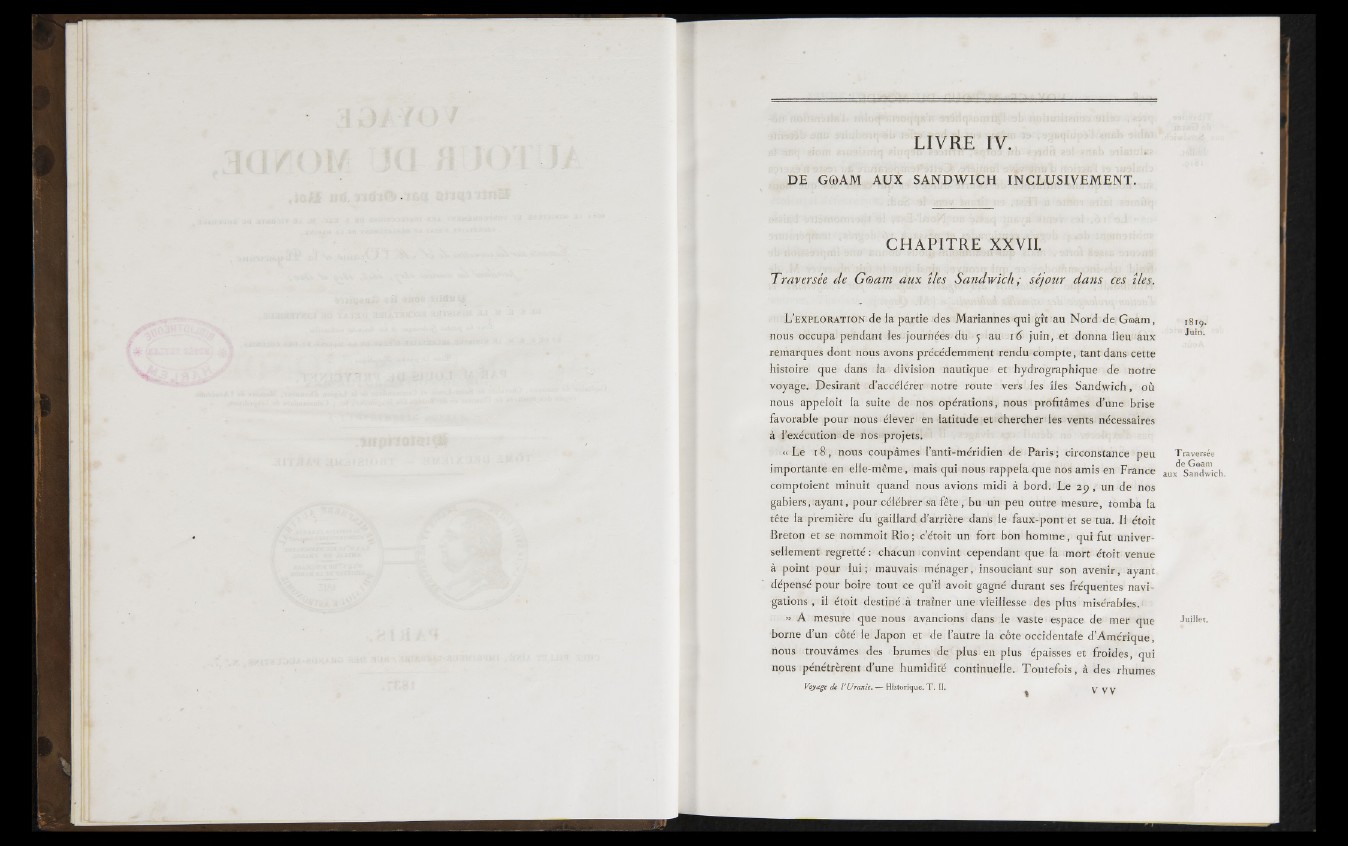 LIVRE IV.
DE GƢAM AUX SANDWICH INCLUSIVEMENT.
CHAPITRE XXVII.
Traversée de Gƣam aux îles Sandwich; séjour dans ces îles.
L'EXPLORATION de la partie des Mariannes qui gît au Nord de Gƣam,
nous occupa pendant les journées du 5 au 16 juin, et donna lieu aux
remarques dont nous avons précédemment rendu compte, tant dans cette
histoire que dans la division nautique et hydrographique de notre
voyage. Desirant d'accélérer notre route vers les îles Sandwich, où
nous appeloit la suite de nos opérations, nous profitâmes d'une brise
favorable pour nous élever en latitude et chercher les vents nécessaires
à l'exécution de nos projets.
« Le 18, nous coupâmes l'anti-méridien de Paris; circonstance peu
importante en elle-même, mais qui nous rappela que nos amis en France
comptoient minuit quand nous avions midi à bord. Le 29, un de nos
gabiers, ayant, pour célébrer sa fête, bu un peu outre mesure, tomba la
tête la première du gaillard d'arrière dans le faux-pont et se tua. Il étoit
Breton et se nommoit Rio; c'étoit un fort bon homme, qui fut univer-
sellement regretté: chacun convint cependant que la mort étoit venue
à point pour lui; mauvais ménager, insouciant sur son avenir, ayant
dépensé pour boire tout ce qu'il avoit gagné durant ses fréquentes navi-
gations, il étoit destiné à traîner une vieillesse des plus misérables.
» A mesure que nous avancions dans le vaste espace de mer que
borne d'un côté le Japon et de l'autre la côte occidentale d'Amérique,
nous trouvâmes des brumes de plus en plus épaisses et froides, qui
nous pénétrèrent d'une humidité continuelle. Toutefois, à des rhumes
Voyage de l'Uranie. — Historique. T. II.
VVV
1819.
Juin.
Traversée
de Gƣam
aux Sandwich.
Juillet.